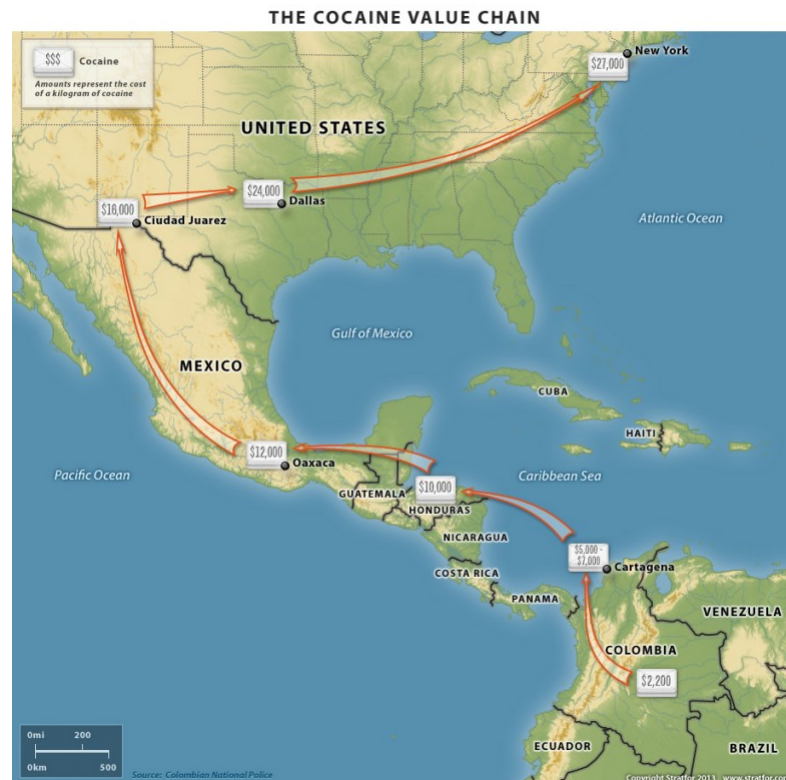 THE COCAINE VALUE CHAIN
$$$ Cocaine
Amounts represent the cost
of a kilogram of cocaine
New York
$27,000
UNITED STATES
$24,000
Dallas
$16,000
Ciudad Juarez
Atlantic Ocean
Gulf of Mexico
MEXICO
CUBA
HAITI
$12,000
Oaxaca
Pacific Ocean
Caribbean Sea
$10,000
GUATEMALA
HONDURAS
NICARAGUA
$5,000 -
$7,000
Cartagena
COSTA RICA
PANAMA
VENEZUELA
COLOMBIA
$2,200
ECUADOR
BRAZIL
0mi 200
0km 500
Source: Colombian National Police
Copyright Stratfor 2013 www.stratfor.com